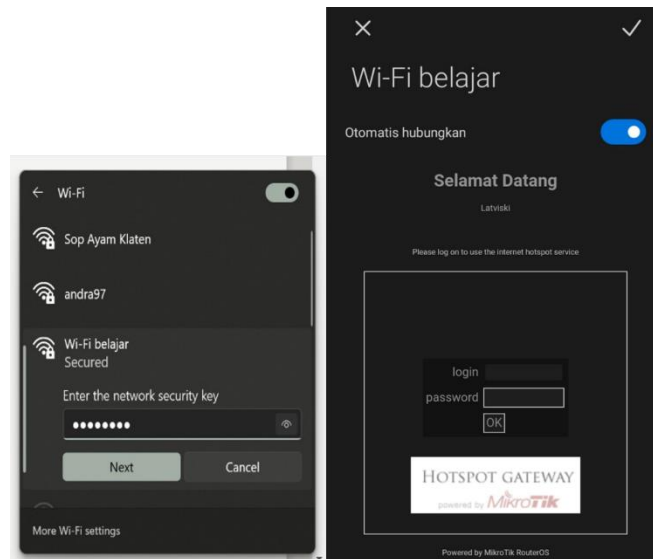 Wi-Fi
Sop Ayam Klaten
andra97
Wi-Fi belajar
Secured
Enter the network security key
Next
Cancel
More Wi-Fi settings
Wi-Fi belajar
Otomatis hubungkan
Selamat Datang
Latviski
Please log on to use the internet hotspot service
login
password
OK
HOTSPOT GATEWAY
powered by MikroTik
Powered by MikroTik RouterOS